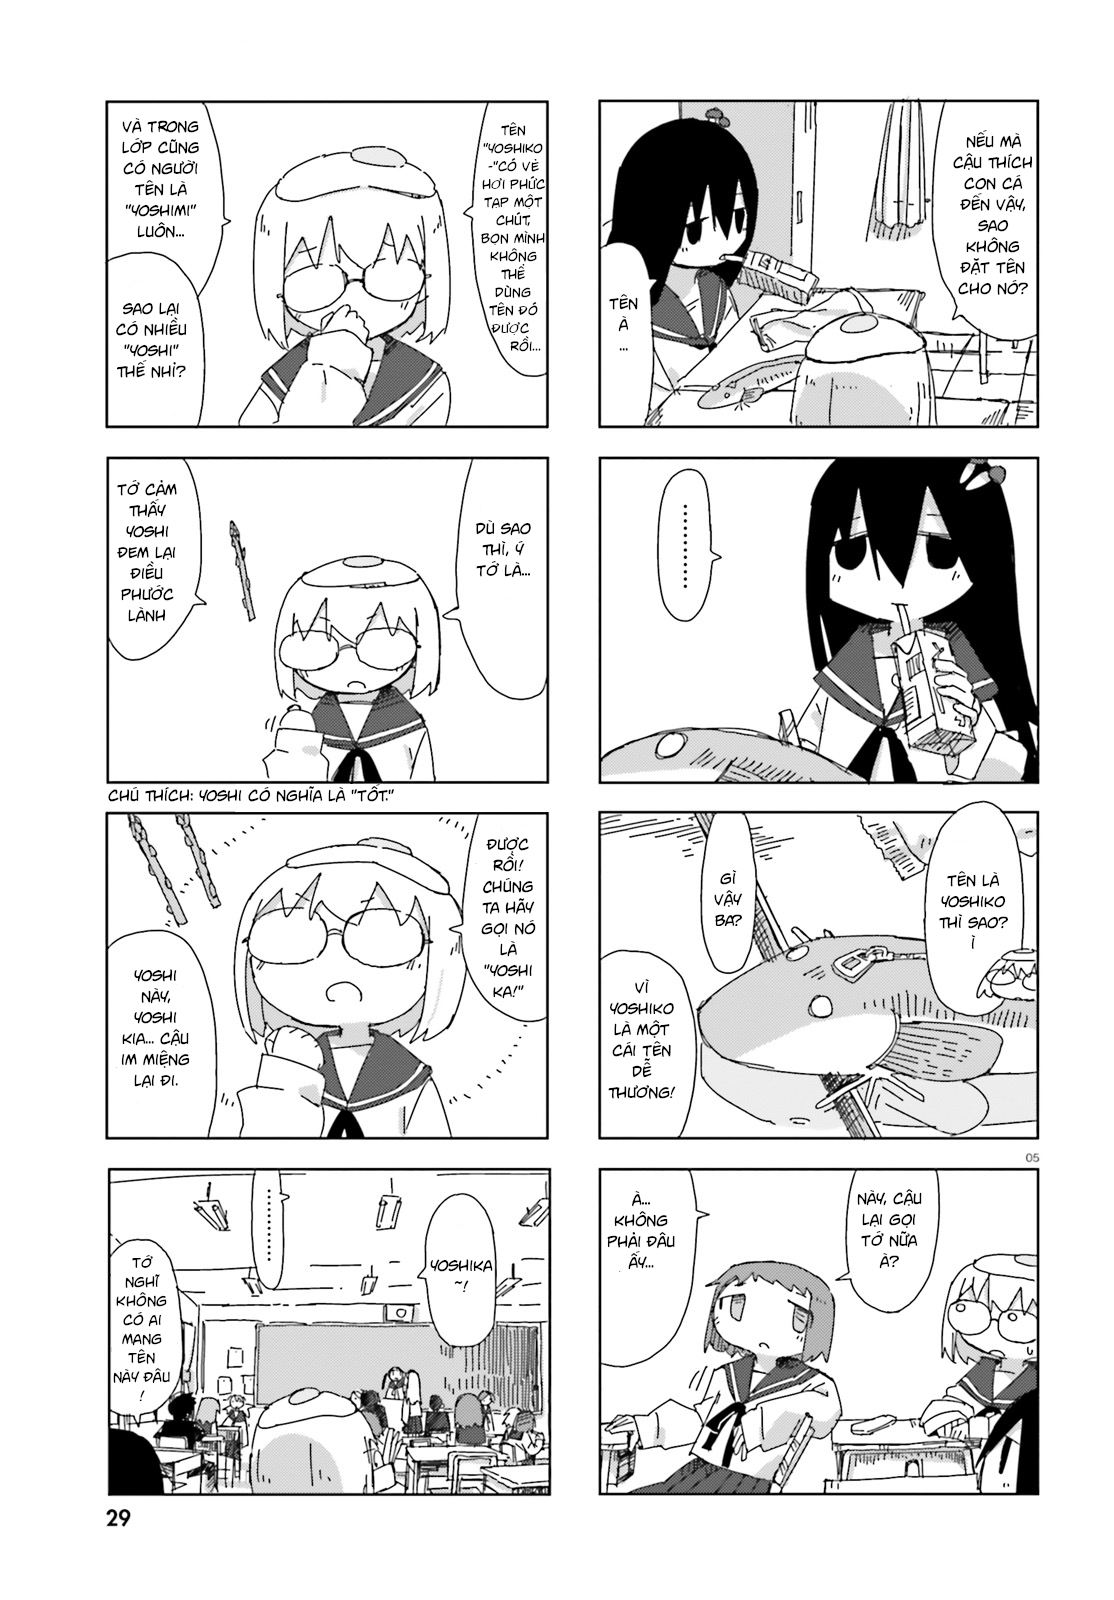 NẾU MÀ
CẬU THÍCH
CON CÁ
ĐẾN VẬY,
SAO
KHÔNG
ĐẶT TÊN
CHO NÓ?
TÊN
À
...
..........
TÊN LÀ
YOSHIKO
THÌ SAO?
Ì
GÌ
VẬY
BA?
VÌ
YOSHIKO
LÀ MỘT
CÁI TÊN
DỄ
THƯƠNG!
05
NÀY, CẬU
LẠI GỌI
TỚ NỮA
À?
À...
KHÔNG
PHẢI ĐÂU
ẤY...
TÊN
"YOSHIKO
-"CÓ VẺ
HƠI PHỨC
TẠP MỘT
CHÚT,
BỌN MÌNH
KHÔNG
THỂ
DÙNG
TÊN ĐÓ
ĐƯỢC
RỒI...
VÀ TRONG
LỚP CŨNG
CÓ NGƯỜI
TÊN LÀ
"YOSHIMI"
LUÔN...
SAO LẠI
CÓ NHIỀU
"YOSHI"
THẾ NHỈ?
DÙ SAO
THÌ, Ý
TỚ LÀ...
TỚ CẢM
THẤY
YOSHI
ĐEM LẠI
ĐIỀU
PHƯỚC
LÀNH
CHÚ THÍCH: YOSHI CÓ NGHĨA LÀ "TỐT."
ĐƯỢC
RỒI!
CHÚNG
TA HÃY
GỌI NÓ
LÀ
"YOSHI
KA!"
YOSHI
NÀY,
YOSHI
KIA... CẬU
IM MIỆNG
LẠI ĐI.
YOSHIKA
~!
.........
TỚ
NGHĨ
KHÔNG
CÓ AI
MANG
TÊN
NÀY ĐÂU
!
29